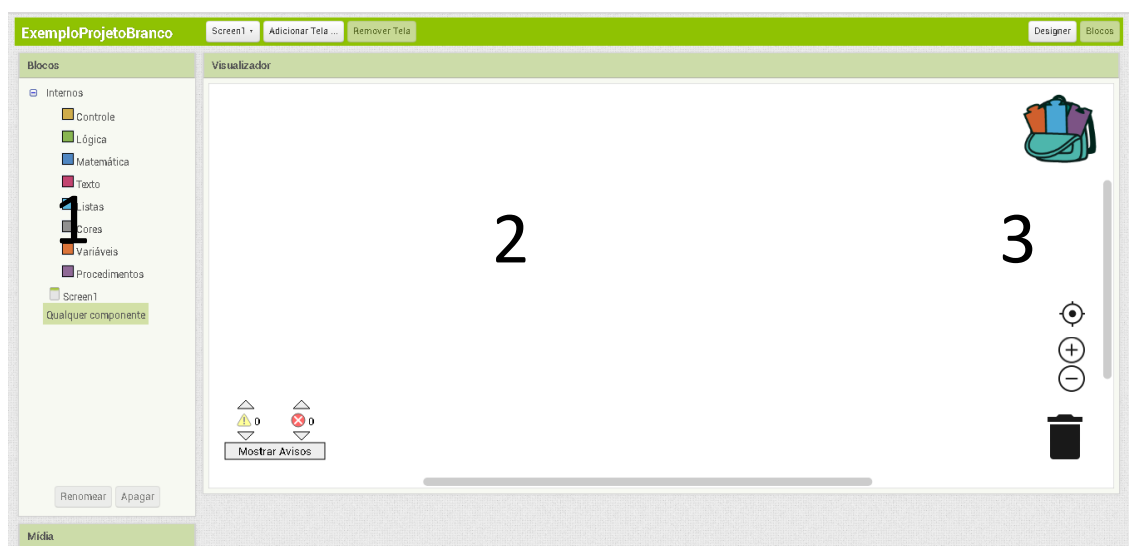 ExemploProjetoBranco Screen1 Adicionar Tela ... Remover Tela Designer Blocos
Blocos
Visualizador
Internos
Controle
Lógica
Matemática
Texto
Listas
Cores
Variáveis
Procedimentos
Screen1
Qualquer componente
1
2
3
0 0
Mostrar Avisos
Renomear Apagar
Mídia